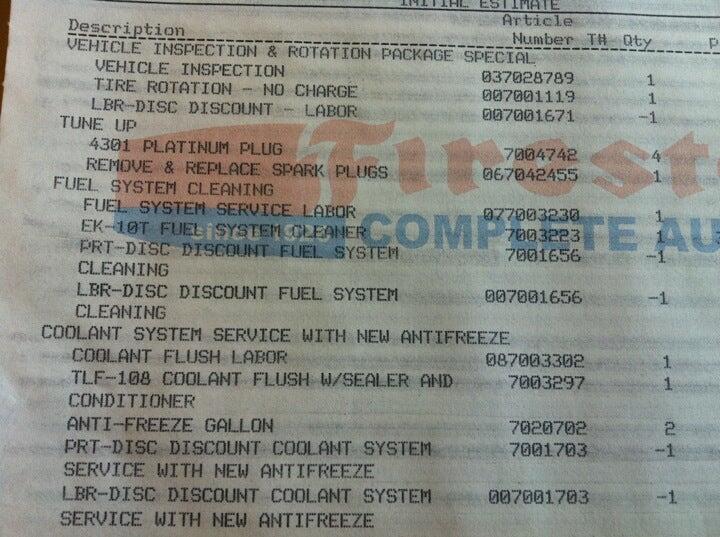 INITIAL ESTIMATE
Article
Description Number T# Qty P
VEHICLE INSPECTION & ROTATION PACKAGE SPECIAL
VEHICLE INSPECTION 037028789 1
TIRE ROTATION - NO CHARGE 007001119 1
LBR-DISC DISCOUNT - LABOR 007001671 -1
TUNE UP
4301 PLATINUM PLUG 7004742 4
REMOVE & REPLACE SPARK PLUGS 067042455 1
FUEL SYSTEM CLEANING
FUEL SYSTEM SERVICE LABOR 077003230 1
EK-10T FUEL SYSTEM CLEANER 7003223 1
PRT-DISC DISCOUNT FUEL SYSTEM 7001656 -1
CLEANING
LBR-DISC DISCOUNT FUEL SYSTEM 007001656 -1
CLEANING
COOLANT SYSTEM SERVICE WITH NEW ANTIFREEZE
COOLANT FLUSH LABOR 087003302 1
TLF-108 COOLANT FLUSH W/SEALER AND 7003297 1
CONDITIONER
ANTI-FREEZE GALLON 7020702 2
PRT-DISC DISCOUNT COOLANT SYSTEM 7001703 -1
SERVICE WITH NEW ANTIFREEZE
LBR-DISC DISCOUNT COOLANT SYSTEM 007001703 -1
SERVICE WITH NEW ANTIFREEZE
Firest
COMPLETE AU